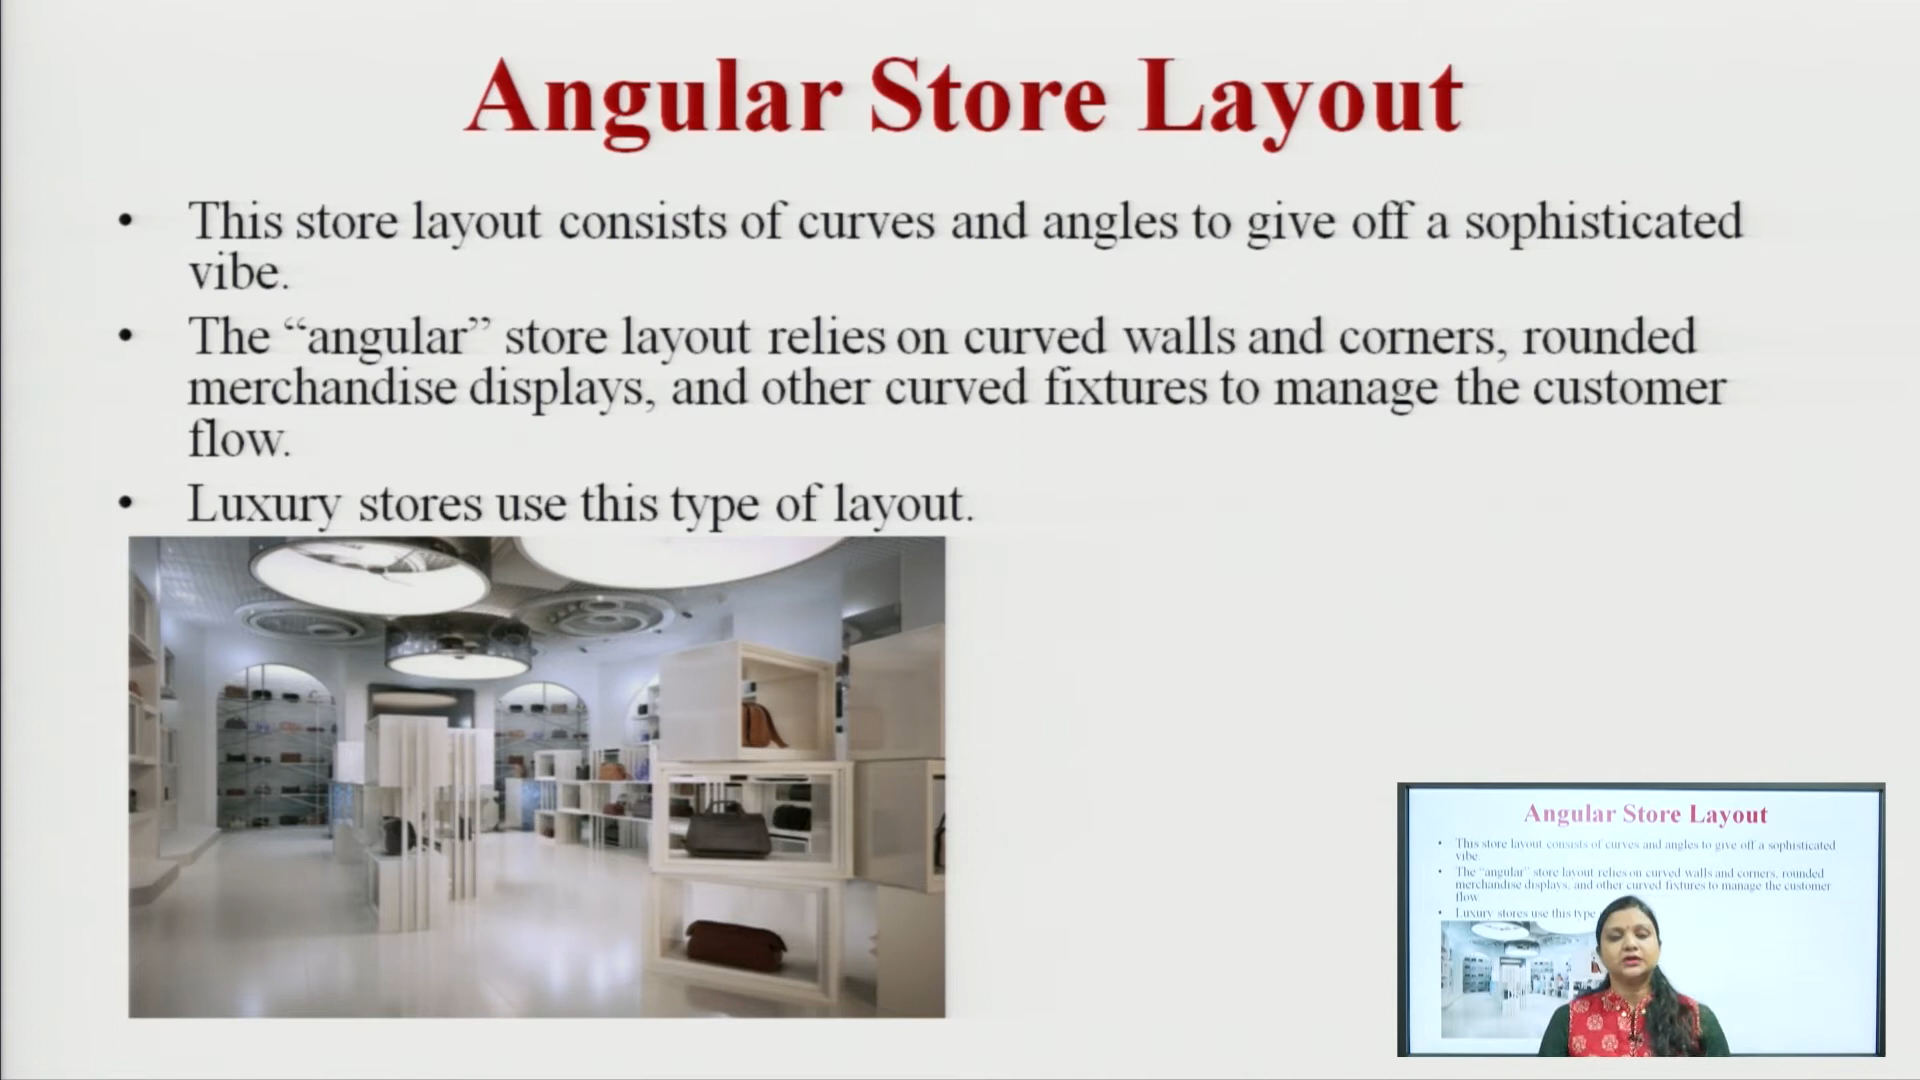 Angular Store Layout
• This store layout consists of curves and angles to give off a sophisticated
vibe.
• The “angular” store layout relies on curved walls and corners, rounded
merchandise displays, and other curved fixtures to manage the customer
flow.
• Luxury stores use this type of layout.
Angular Store Layout
• This store layout consists of curves and angles to give off a sophisticated
vibe.
• The “angular” store layout relies on curved walls and corners, rounded
merchandise displays, and other curved fixtures to manage the customer
flow
• Luxury stores use this type